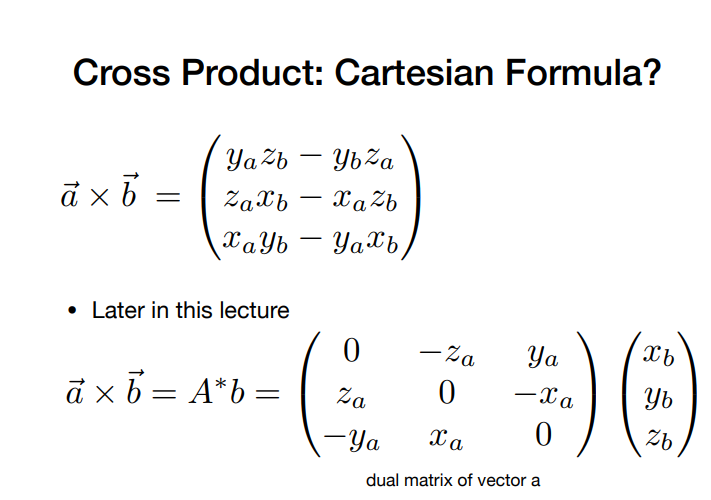 Cross Product: Cartesian Formula?
$\vec{a} \times \vec{b} = \begin{pmatrix} y_a z_b - y_b z_a \\ z_a x_b - x_a z_b \\ x_a y_b - y_a x_b \end{pmatrix}$
• Later in this lecture
$\vec{a} \times \vec{b} = A^* b = \begin{pmatrix} 0 & -z_a & y_a \\ z_a & 0 & -x_a \\ -y_a & x_a & 0 \end{pmatrix} \begin{pmatrix} x_b \\ y_b \\ z_b \end{pmatrix}$
dual matrix of vector a